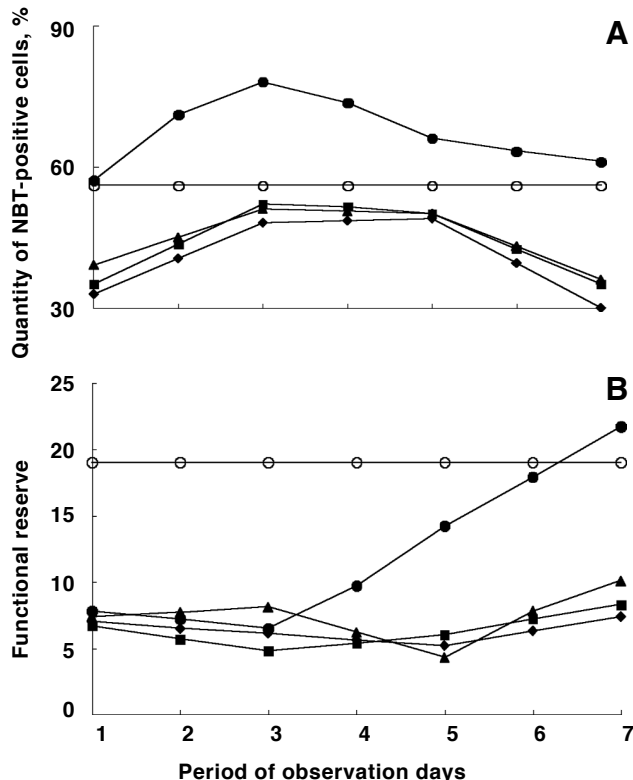 90
A
60
30
Quantity of NBT-positive cells, %
25
B
20
15
10
5
0
Functional reserve
1 2 3 4 5 6 7
Period of observation days